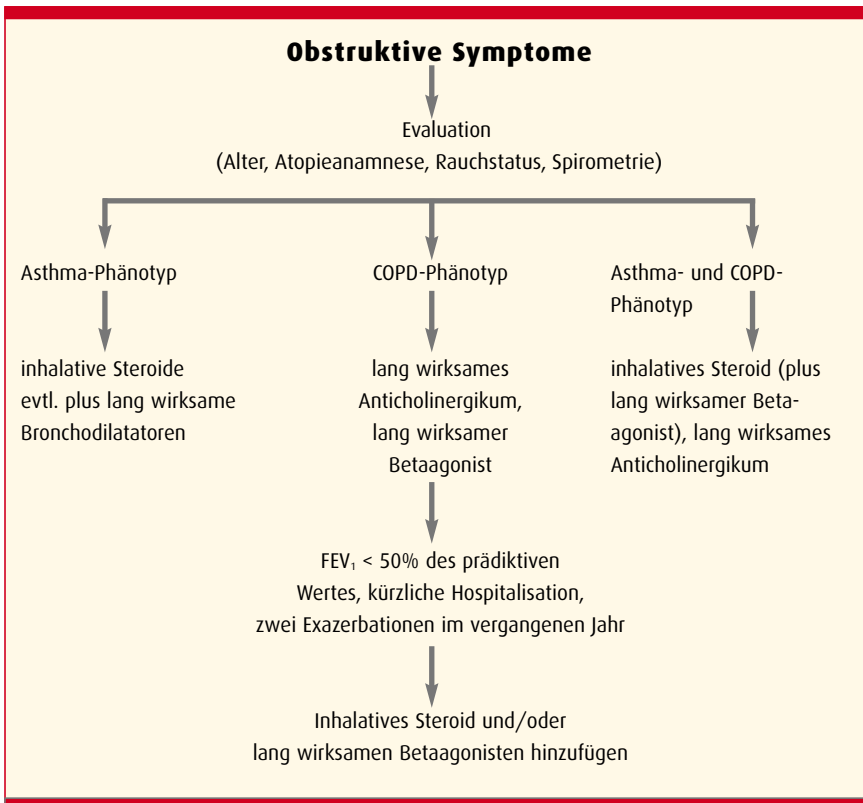 Obstruktive Symptome
Evaluation
(Alter, Atopieanamnese, Rauchstatus, Spirometrie)
Asthma-Phänotyp
inhalative Steroide
evtl. plus lang wirksame
Bronchodilatatoren
COPD-Phänotyp
lang wirksames
Anticholinergikum,
lang wirksamer
Betaagonist
Asthma- und COPD-
Phänotyp
inhalatives Steroid (plus
lang wirksamer Beta-
agonist), lang wirksames
Anticholinergikum
FEV₁ < 50% des prädiktiven
Wertes, kürzliche Hospitalisation,
zwei Exazerbationen im vergangenen Jahr
Inhalatives Steroid und/oder
lang wirksamen Betaagonisten hinzufügen